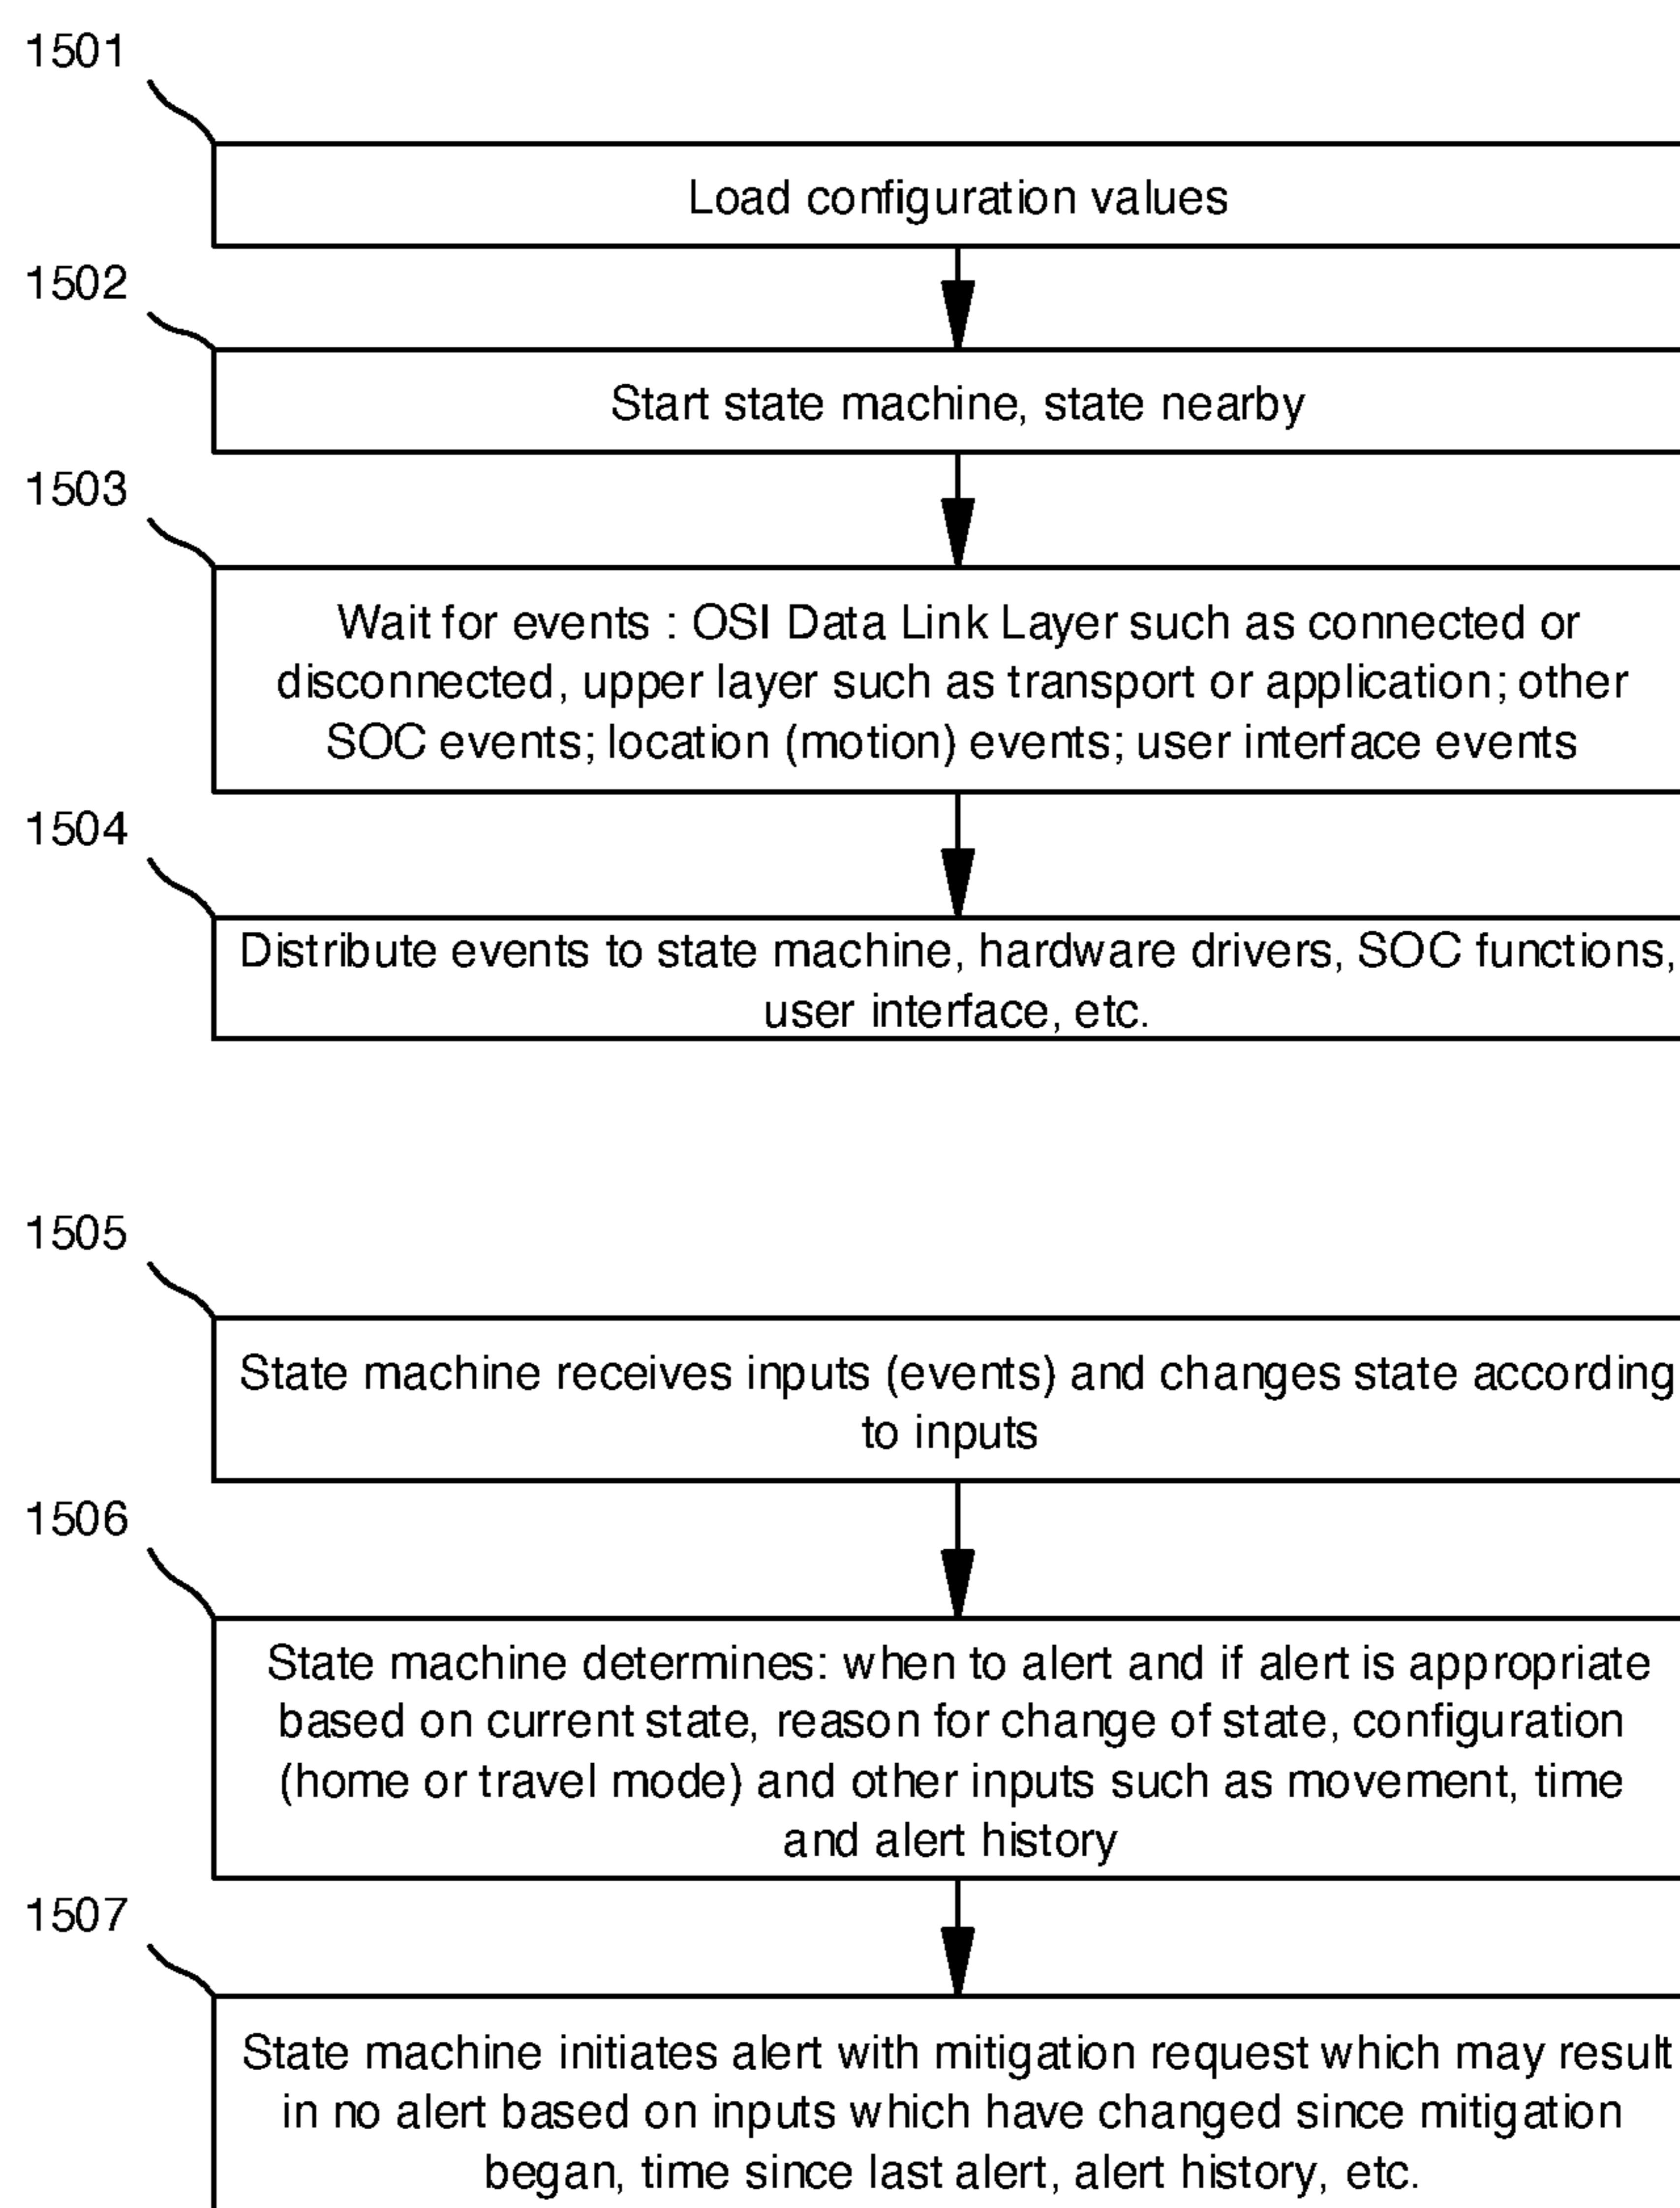 1501
Load configuration values
1502
Start state machine, state nearby
1503
Wait for events : OSI Data Link Layer such as connected or
disconnected, upper layer such as transport or application; other
SOC events; location (motion) events; user interface events
1504
Distribute events to state machine, hardware drivers, SOC functions,
user interface, etc.
1505
State machine receives inputs (events) and changes state according
to inputs
1506
State machine determines: when to alert and if alert is appropriate
based on current state, reason for change of state, configuration
(home or travel mode) and other inputs such as movement, time
and alert history
1507
State machine initiates alert with mitigation request which may result
in no alert based on inputs which have changed since mitigation
began, time since last alert, alert history, etc.